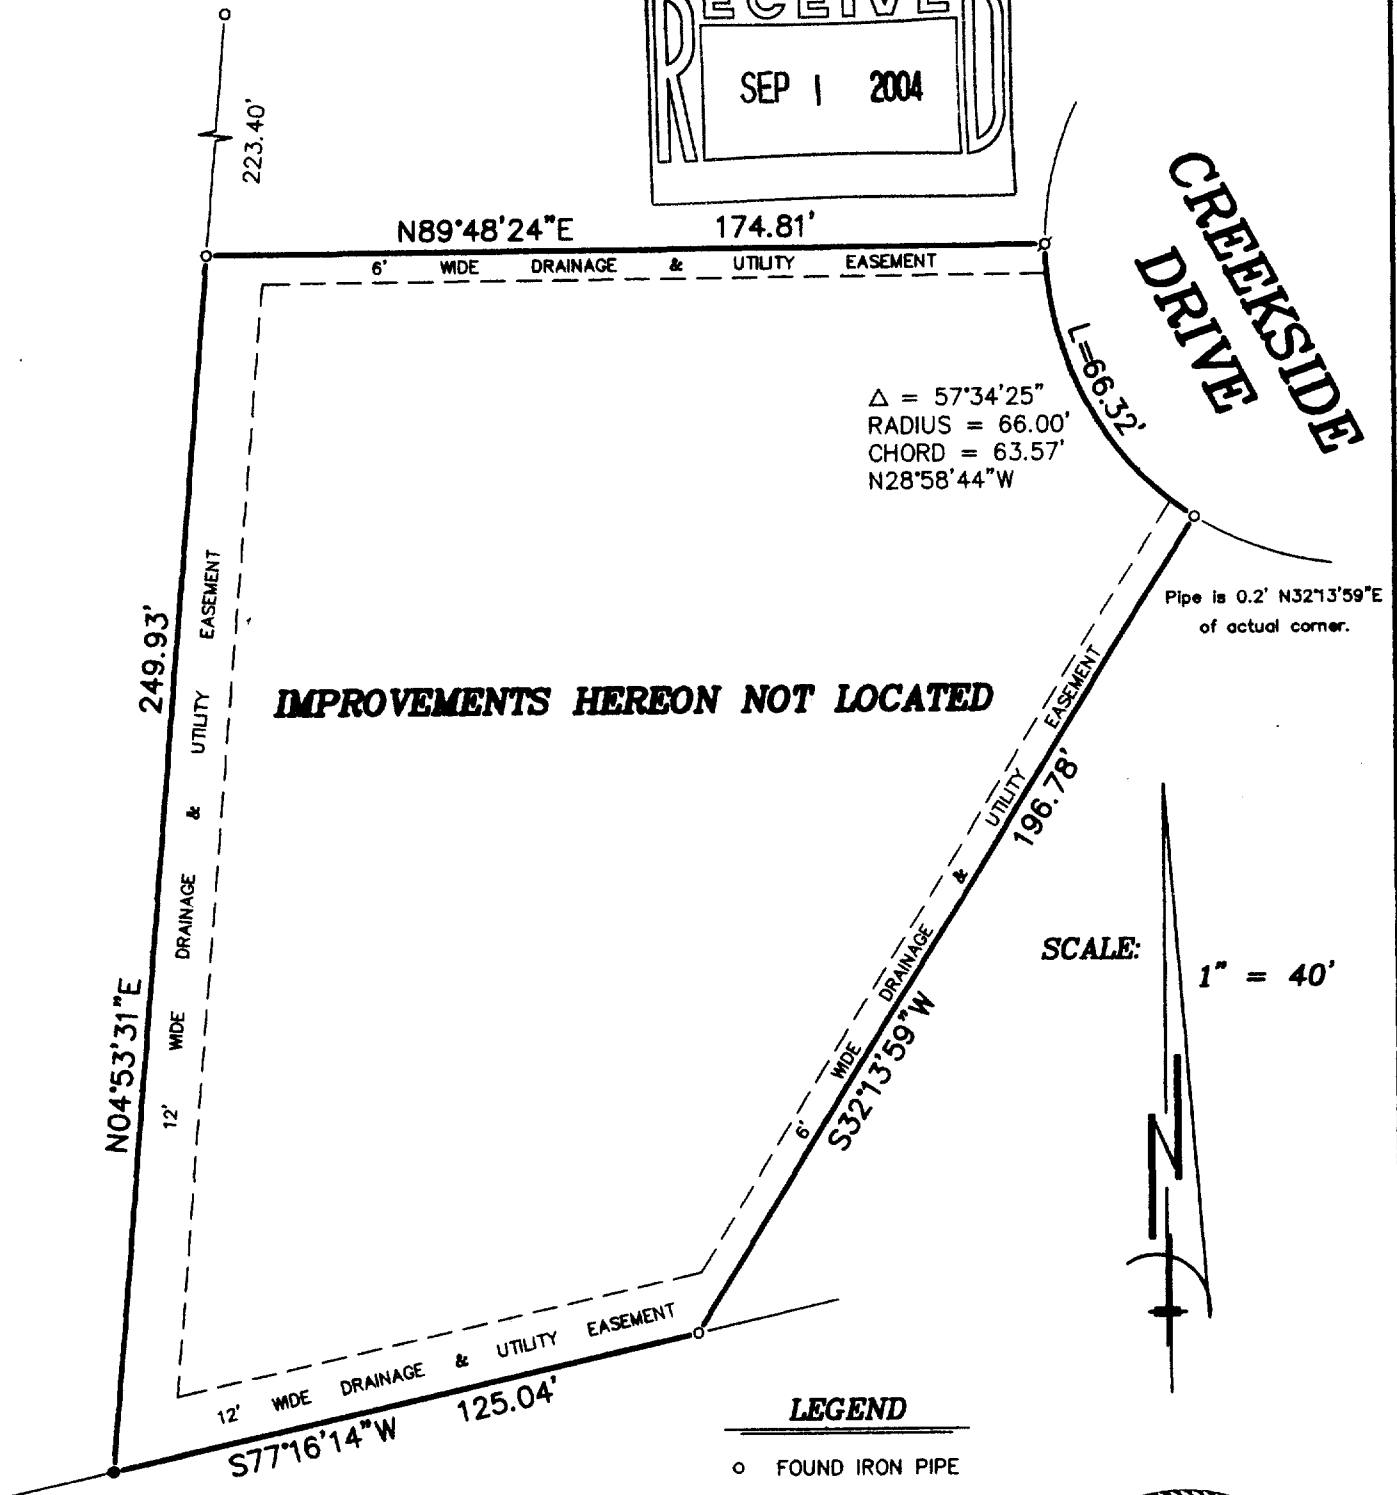 RECEIVED
SEP 1 2004
223.40'
N89°48'24"E 174.81'
6' WIDE DRAINAGE & UTILITY EASEMENT
CREEKSIDE
DRIVE
L=66.32'
Δ = 57°34'25"
RADIUS = 66.00'
CHORD = 63.57'
N28°58'44"W
Pipe is 0.2' N32°13'59"E
of actual corner.
249.93'
N04°53'31"E
12' WIDE DRAINAGE & UTILITY EASEMENT
IMPROVEMENTS HEREON NOT LOCATED
6' WIDE DRAINAGE & UTILITY EASEMENT
196.78'
S32°13'59"W
SCALE: 1" = 40'
N
12' WIDE DRAINAGE & UTILITY EASEMENT
S77°16'14"W 125.04'
LEGEND
o FOUND IRON PIPE